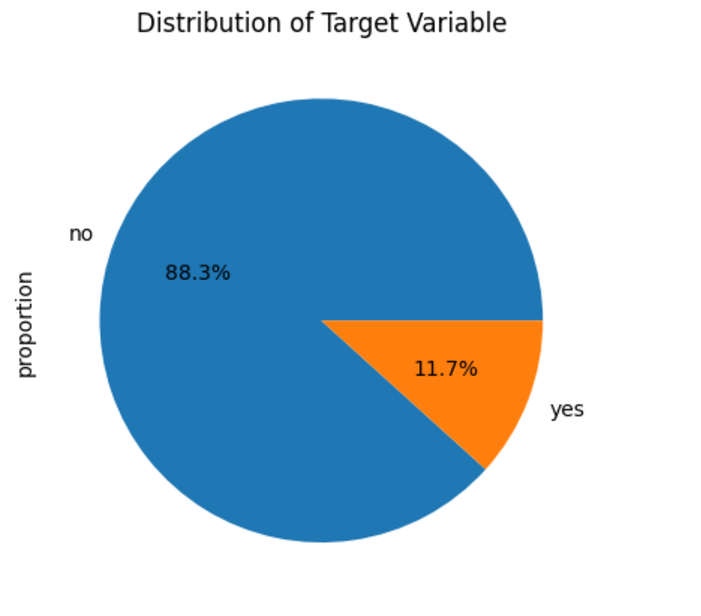 Distribution of Target Variable
no
88.3%
proportion
11.7%
yes